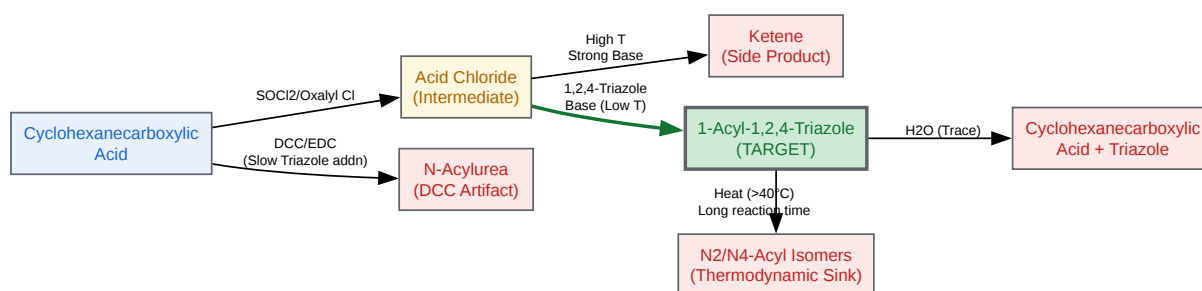 Cyclohexanecarboxylic
Acid
SOCl2/Oxalyl Cl
DCC/EDC
(Slow Triazole addn)
Acid Chloride
(Intermediate)
N-Acylurea
(DCC Artifact)
High T
Strong Base
1,2,4-Triazole
Base (Low T)
Ketene
(Side Product)
1-Acyl-1,2,4-Triazole
(TARGET)
H2O (Trace)
Cyclohexanecarboxylic
Acid + Triazole
Heat (>40°C)
Long reaction time
N2/N4-Acyl Isomers
(Thermodynamic Sink)